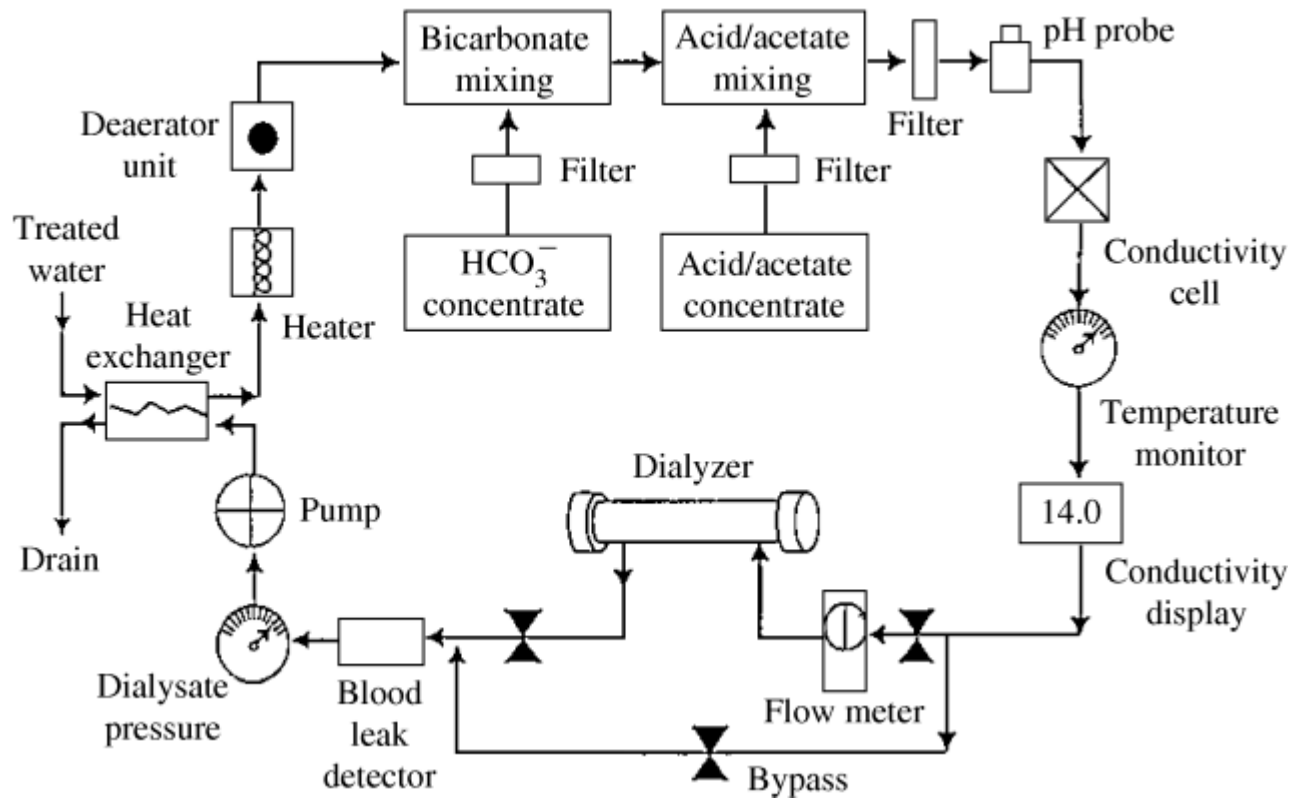 Bicarbonate
mixing
Acid/acetate
mixing
pH probe
Deaerator
unit
Filter
Filter
Filter
Treated
water
HCO₃⁻
concentrate
Acid/acetate
concentrate
Conductivity
cell
Heater
Heat
exchanger
Temperature
monitor
Dialyzer
Pump
14.0
Drain
Conductivity
display
Dialysate
pressure
Blood
leak
detector
Flow meter
Bypass